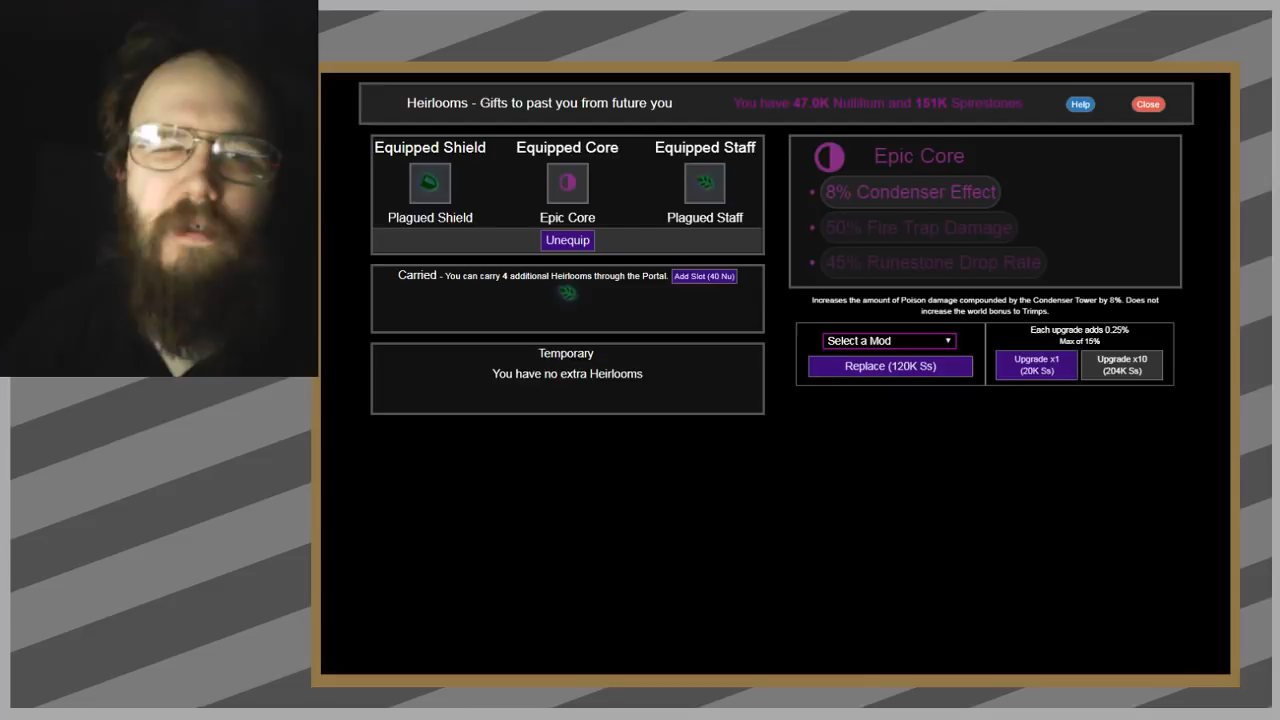 Heirlooms - Gifts to past you from future you
You have 47.0K Nullifium and 151K Spirestones
Help
Close
Equipped Shield
Equipped Core
Equipped Staff
Plagued Shield
Epic Core
Plagued Staff
Unequip
Carried - You can carry 4 additional Heirlooms through the Portal. Add Slot (40 Nu)
Temporary
You have no extra Heirlooms
Epic Core
• 8% Condenser Effect
• 50% Fire Trap Damage
• 45% Runestone Drop Rate
Increases the amount of Poison damage compounded by the Condenser Tower by 8%. Does not
increase the world bonus to Trimps.
Select a Mod
Replace (120K Ss)
Each upgrade adds 0.25%
Max of 15%
Upgrade x1
(20K Ss)
Upgrade x10
(204K Ss)